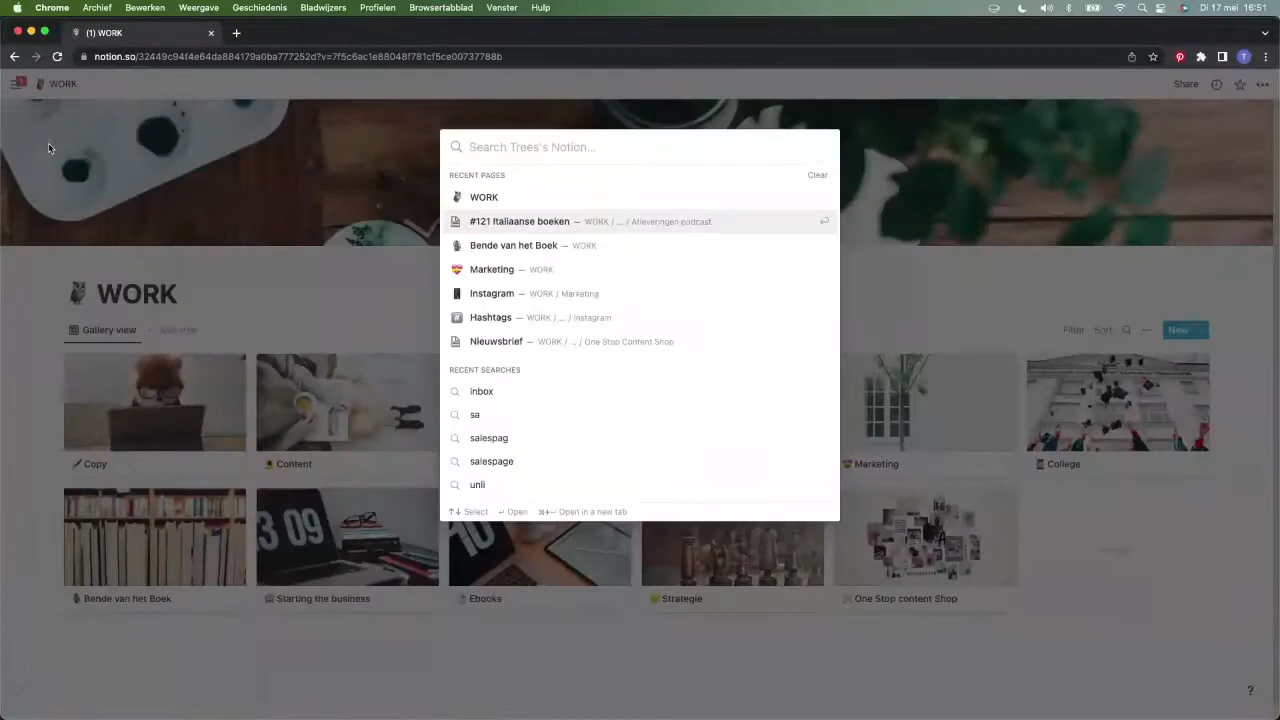 Chrome Archief Bewerken Weergave Geschiedenis Bladwijzers Profielen Browsertabblad Venster Hulp Di 17 mei 16:51
(1) WORK
notion.so/32449c94f4e64da884179a0ba777252d?v=7f5c6ac1e88048f781cf5ce00737788b
WORK Share
Search Trees's Notion...
RECENT PAGES Clear
WORK
#121 Italiaanse boeken — WORK / ... / Afleveringen podcast
Bende van het Boek — WORK
Marketing — WORK
Instagram — WORK / Marketing
Hashtags — WORK / ... / Instagram
Nieuwsbrief — WORK / ... / One Stop Content Shop
RECENT SEARCHES
inbox
sa
salespag
salespage
unli
Select Open ⌘+↵ Open in a new tab
WORK
Gallery view Filter Sort New
Copy Content Marketing College
Bende van het Boek Starting the business Ebooks Strategie One Stop content Shop
?